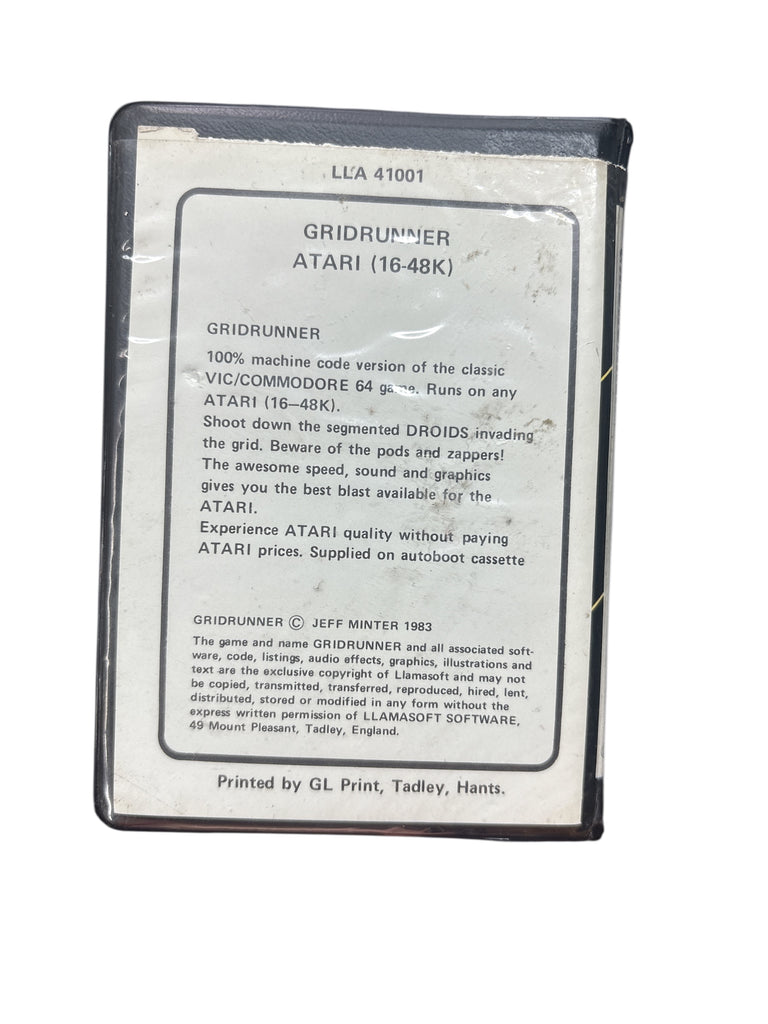 LLA 41001
GRIDRUNNER
ATARI (16-48K)
GRIDRUNNER
100% machine code version of the classic
VIC/COMMODORE 64 game. Runs on any
ATARI (16—48K).
Shoot down the segmented DROIDS invading
the grid. Beware of the pods and zappers!
The awesome speed, sound and graphics
gives you the best blast available for the
ATARI.
Experience ATARI quality without paying
ATARI prices. Supplied on autoboot cassette
GRIDRUNNER © JEFF MINTER 1983
The game and name GRIDRUNNER and all associated soft-
ware, code, listings, audio effects, graphics, illustrations and
text are the exclusive copyright of Llamasoft and may not
be copied, transmitted, transferred, reproduced, hired, lent,
distributed, stored or modified in any form without the
express written permission of LLAMASOFT SOFTWARE,
49 Mount Pleasant, Tadley, England.
Printed by GL Print, Tadley, Hants.